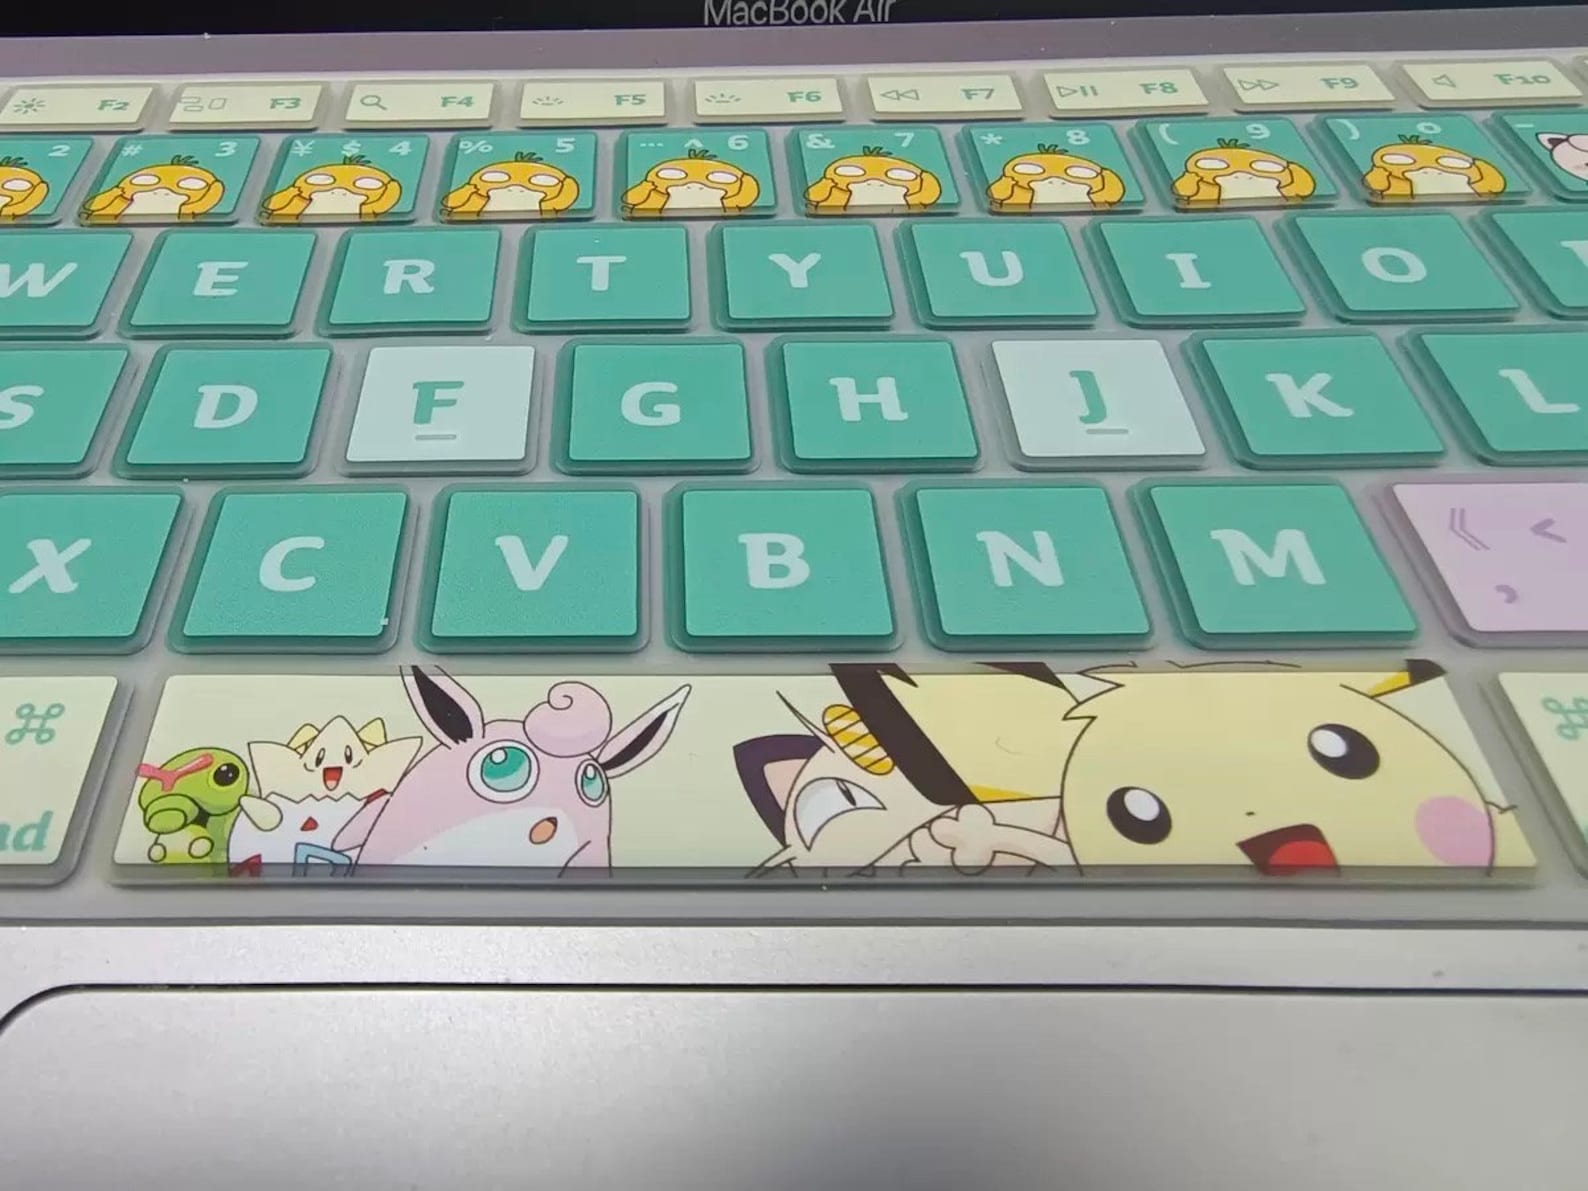 MacBook Air
F2 F3 F4 F5 F6 F7 F8 F9 F10
2 # 3 ¥ $ 4 % 5 … ^ 6 & 7 * 8 ( 9 ) 0
W E R T Y U I O
S D F G H J K L
X C V B N M 《 < ,
⌘ ⌘
nd